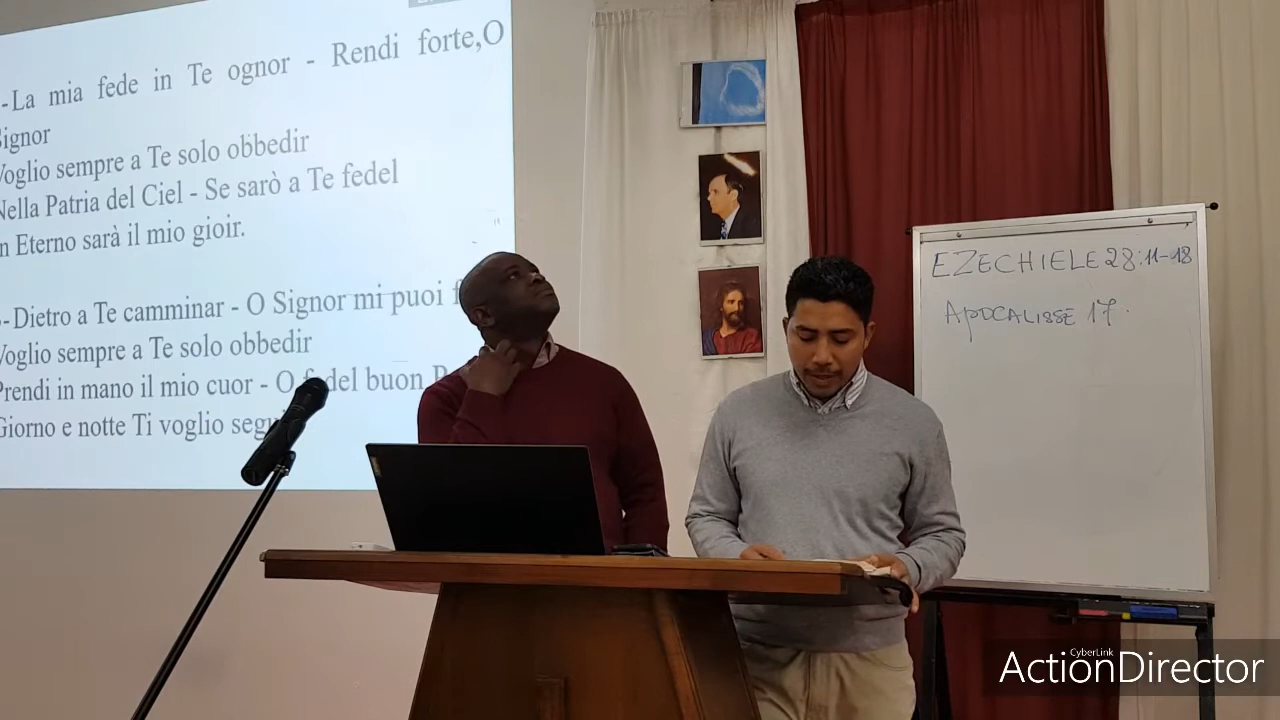 -La mia fede in Te ognor - Rendi forte,O
Signor
Voglio sempre a Te solo obbedir
Nella Patria del Ciel - Se sarò a Te fedel
n Eterno sarà il mio gioir.
-Dietro a Te camminar - O Signor mi puoi
Voglio sempre a Te solo obbedir
Prendi in mano il mio cuor - O fedel buon
Giorno e notte Ti voglio
EZECHIELE 28:11-18
APOCALISSE 17.
CyberLink
ActionDirector